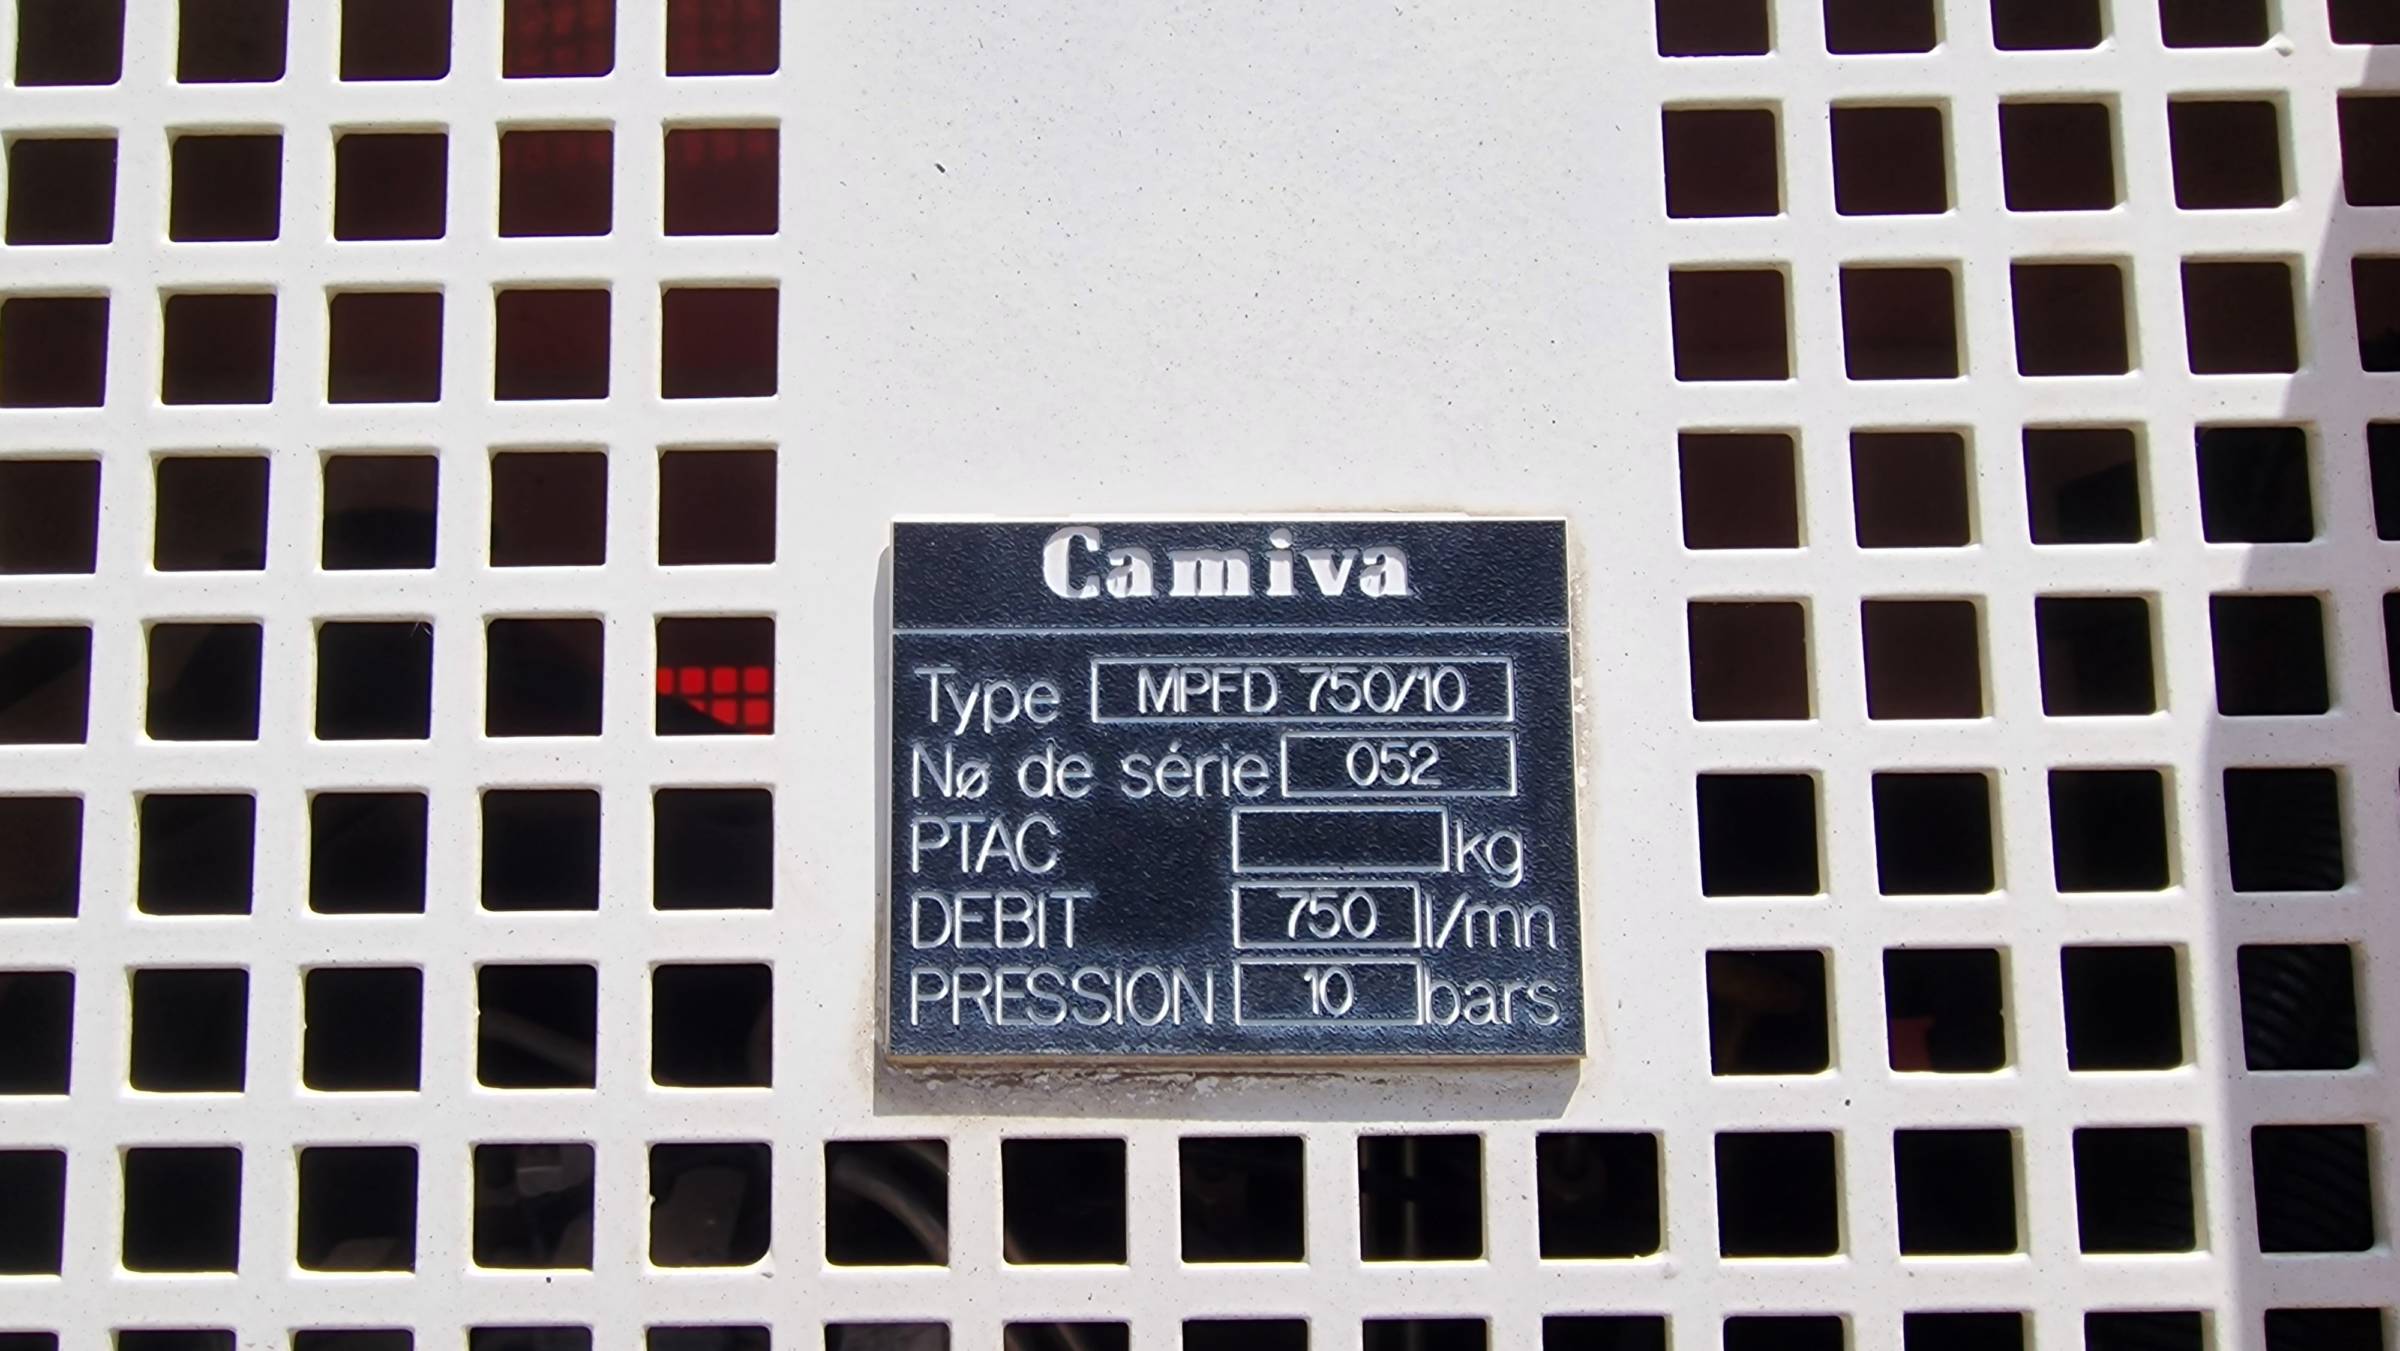 Camiva
Type MPFD 750/10
Nø de série 052
PTAC kg
DEBIT 750 l/mn
PRESSION 10 bars